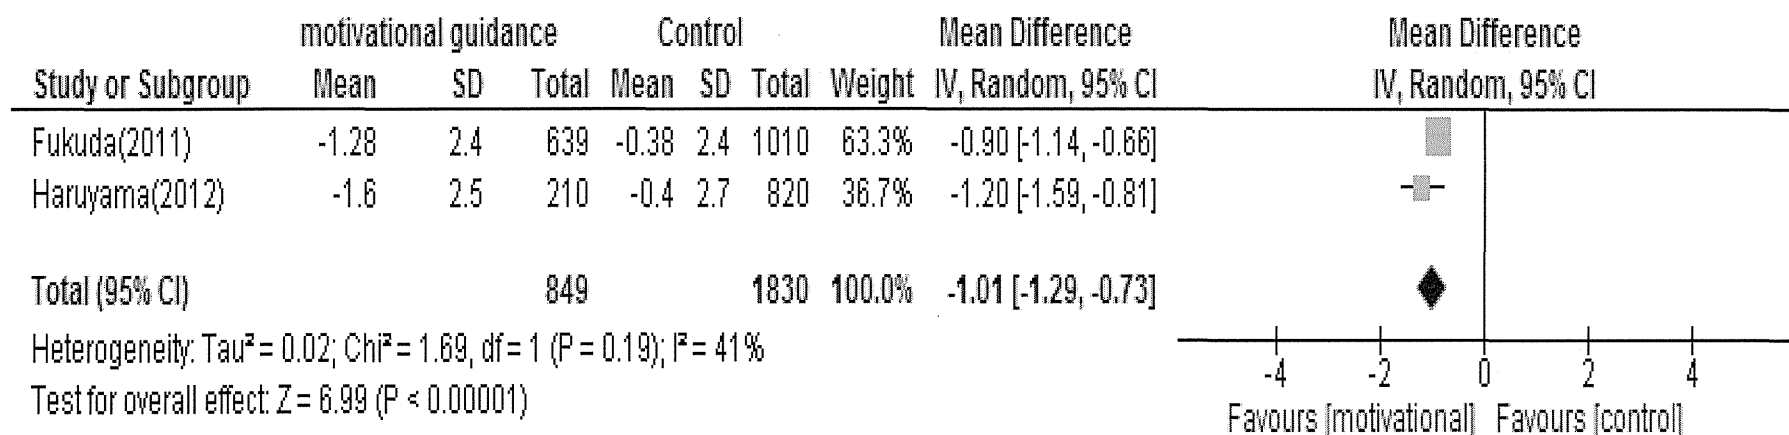 motivational guidance Control Mean Difference Mean Difference
Study or Subgroup Mean SD Total Mean SD Total Weight IV, Random, 95% CI IV, Random, 95% CI
Fukuda(2011) -1.28 2.4 639 -0.38 2.4 1010 63.3% -0.90 [-1.14, -0.66]
Haruyama(2012) -1.6 2.5 210 -0.4 2.7 820 36.7% -1.20 [-1.59, -0.81]
Total (95% CI) 849 1830 100.0% -1.01 [-1.29, -0.73]
Heterogeneity: Tau² = 0.02; Chi² = 1.69, df = 1 (P = 0.19); I² = 41%
Test for overall effect: Z = 6.99 (P < 0.00001)
-4 -2 0 2 4
Favours [motivational] Favours [control]